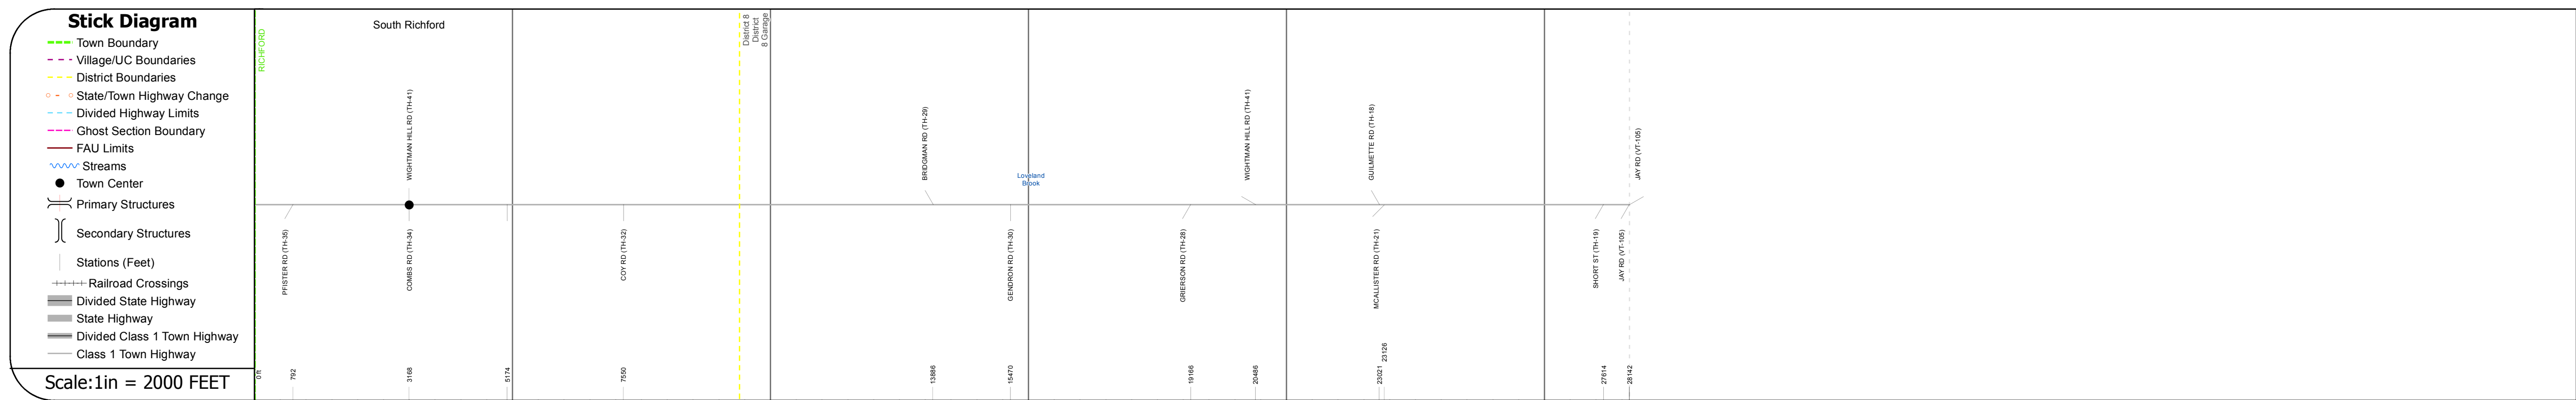 Stick Diagram
Town Boundary
Village/UC Boundaries
District Boundaries
State/Town Highway Change
Divided Highway Limits
Ghost Section Boundary
FAU Limits
Streams
Town Center
Primary Structures
Secondary Structures
Stations (Feet)
Railroad Crossings
Divided State Highway
State Highway
Divided Class 1 Town Highway
Class 1 Town Highway
Scale:1in = 2000 FEET
RICHFORD
South Richford
District 8
District
8 Garage
WIGHTMAN HILL RD (TH-41)
BRIDGMAN RD (TH-29)
Loveland
Brook
WIGHTMAN HILL RD (TH-41)
GUILMETTE RD (TH-18)
JAY RD (VT-105)
PFISTER RD (TH-35)
COMBS RD (TH-34)
COY RD (TH-32)
GENDRON RD (TH-30)
GRIERSON RD (TH-28)
MCALLISTER RD (TH-21)
SHORT ST (TH-19)
JAY RD (VT-105)
0 ft
792
3168
5174
7550
13886
15470
19166
20486
23021
23126
27614
28142